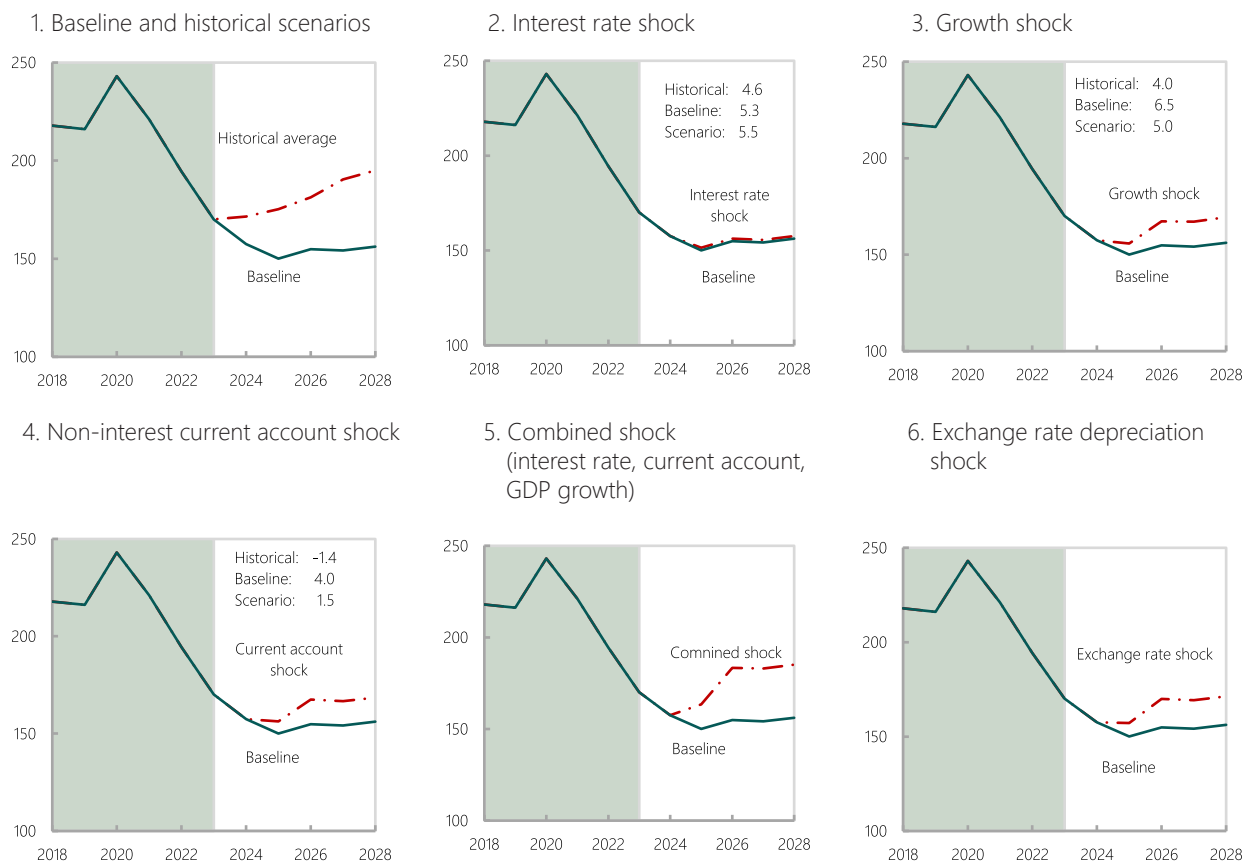 1. Baseline and historical scenarios
250
200
150
100
Historical average
Baseline
2018 2020 2022 2024 2026 2028
2. Interest rate shock
250
200
150
100
Historical: 4.6
Baseline: 5.3
Scenario: 5.5
Interest rate
shock
Baseline
2018 2020 2022 2024 2026 2028
3. Growth shock
250
200
150
100
Historical: 4.0
Baseline: 6.5
Scenario: 5.0
Growth shock
Baseline
2018 2020 2022 2024 2026 2028
4. Non-interest current account shock
250
200
150
100
Historical: -1.4
Baseline: 4.0
Scenario: 1.5
Current account
shock
Baseline
2018 2020 2022 2024 2026 2028
5. Combined shock
(interest rate, current account,
GDP growth)
250
200
150
100
Comnined shock
Baseline
2018 2020 2022 2024 2026 2028
6. Exchange rate depreciation
shock
250
200
150
100
Exchange rate shock
Baseline
2018 2020 2022 2024 2026 2028